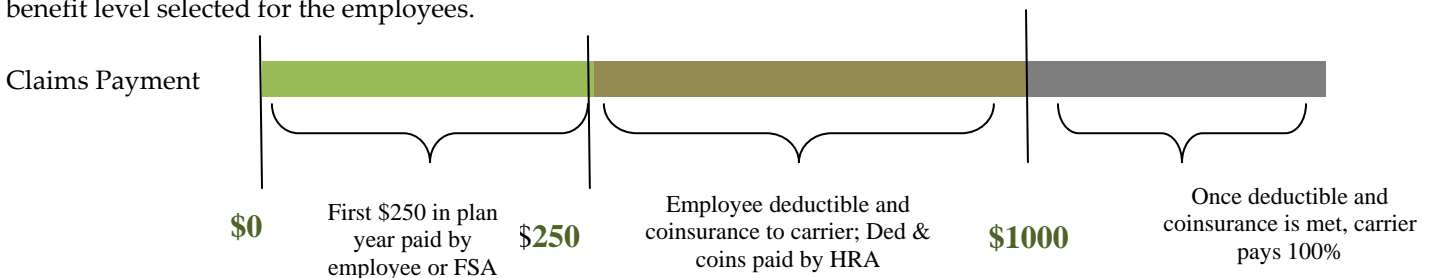 benefit level selected for the employees.
Claims Payment
$0
First $250 in plan
year paid by
employee or FSA
$250
Employee deductible and
coinsurance to carrier; Ded &
coins paid by HRA
$1000
Once deductible and
coinsurance is met, carrier
pays 100%